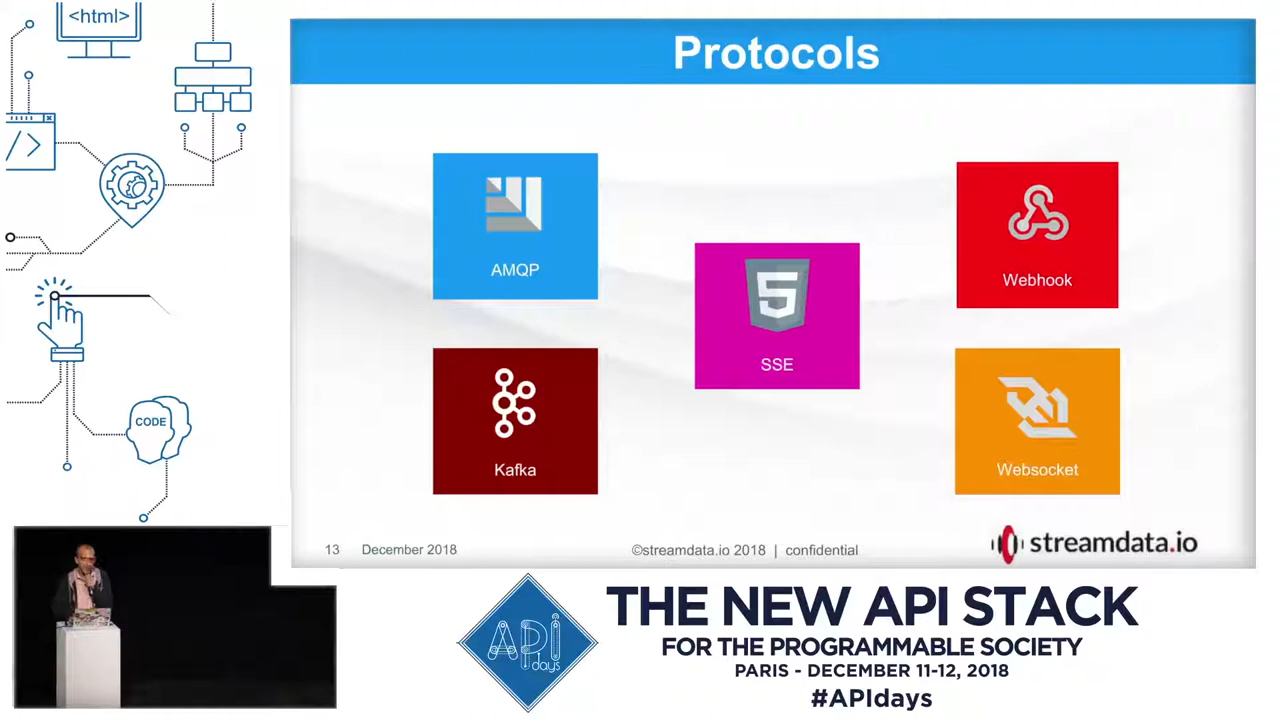 <html>
Protocols
</>
AMQP
Webhook
SSE
Kafka
Websocket
CODE
13 December 2018
©streamdata.io 2018 | confidential
streamdata.io
API
days
THE NEW API STACK
FOR THE PROGRAMMABLE SOCIETY
PARIS - DECEMBER 11-12, 2018
#APIdays